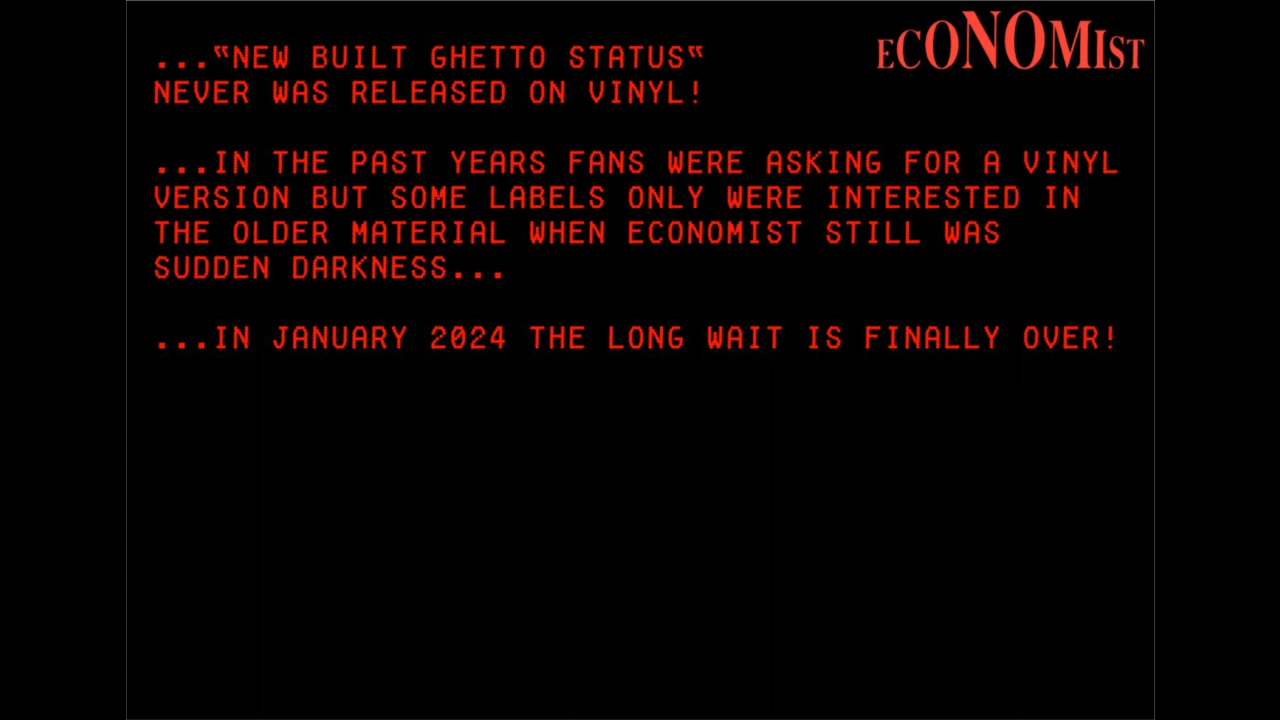 ECONOMIST
..."NEW BUILT GHETTO STATUS"
NEVER WAS RELEASED ON VINYL!
...IN THE PAST YEARS FANS WERE ASKING FOR A VINYL
VERSION BUT SOME LABELS ONLY WERE INTERESTED IN
THE OLDER MATERIAL WHEN ECONOMIST STILL WAS
SUDDEN DARKNESS...
...IN JANUARY 2024 THE LONG WAIT IS FINALLY OVER!